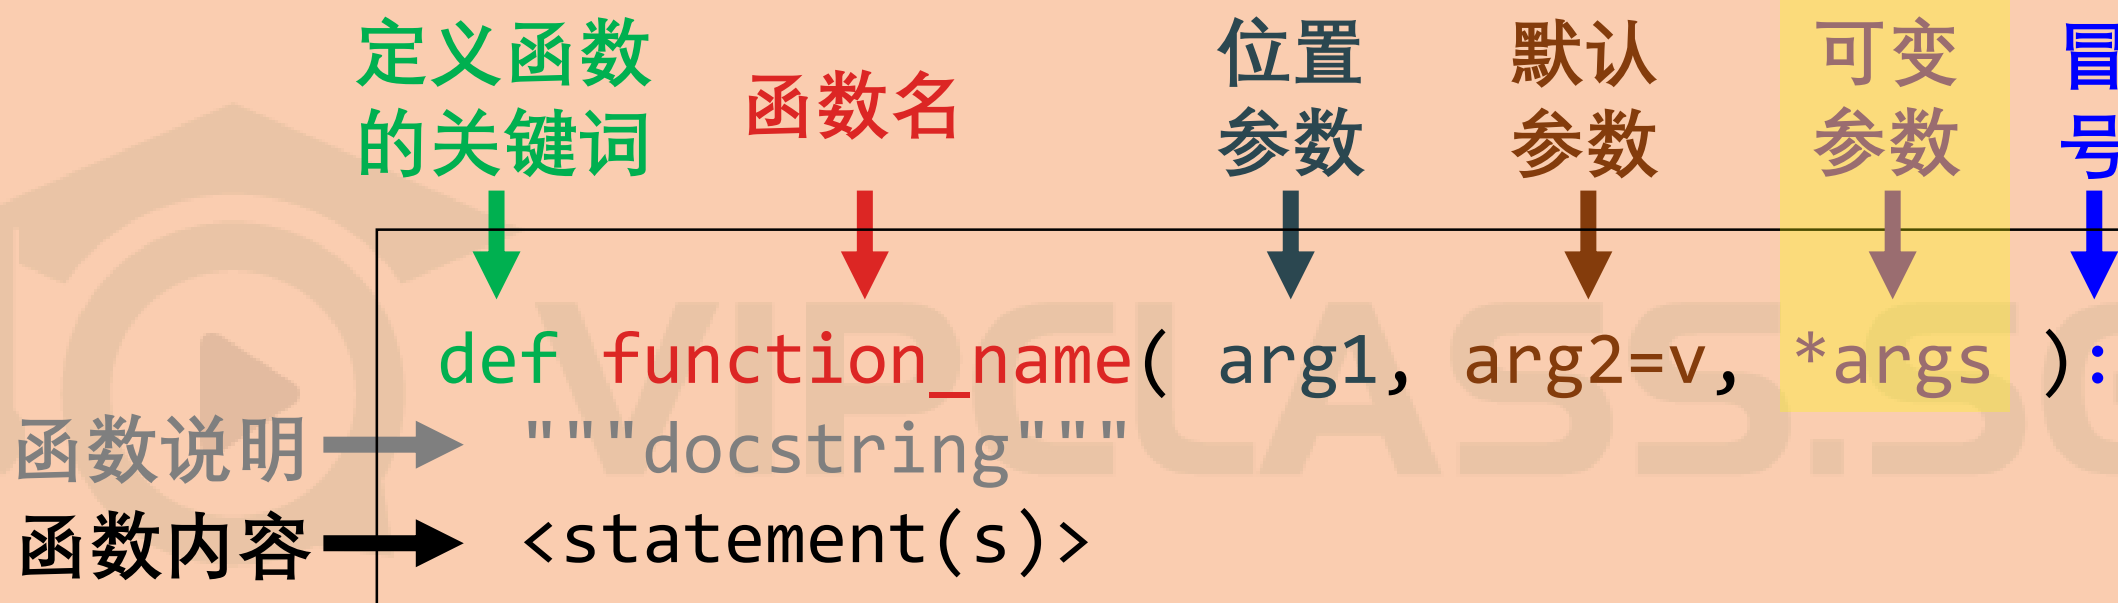 定义函数
的关键词
函数名
位置
参数
默认
参数
可变
参数
冒
号
def function_name( arg1, arg2=v, *args ):
函数说明
"""docstring"""
函数内容
<statement(s)>
VIPCLASS.S